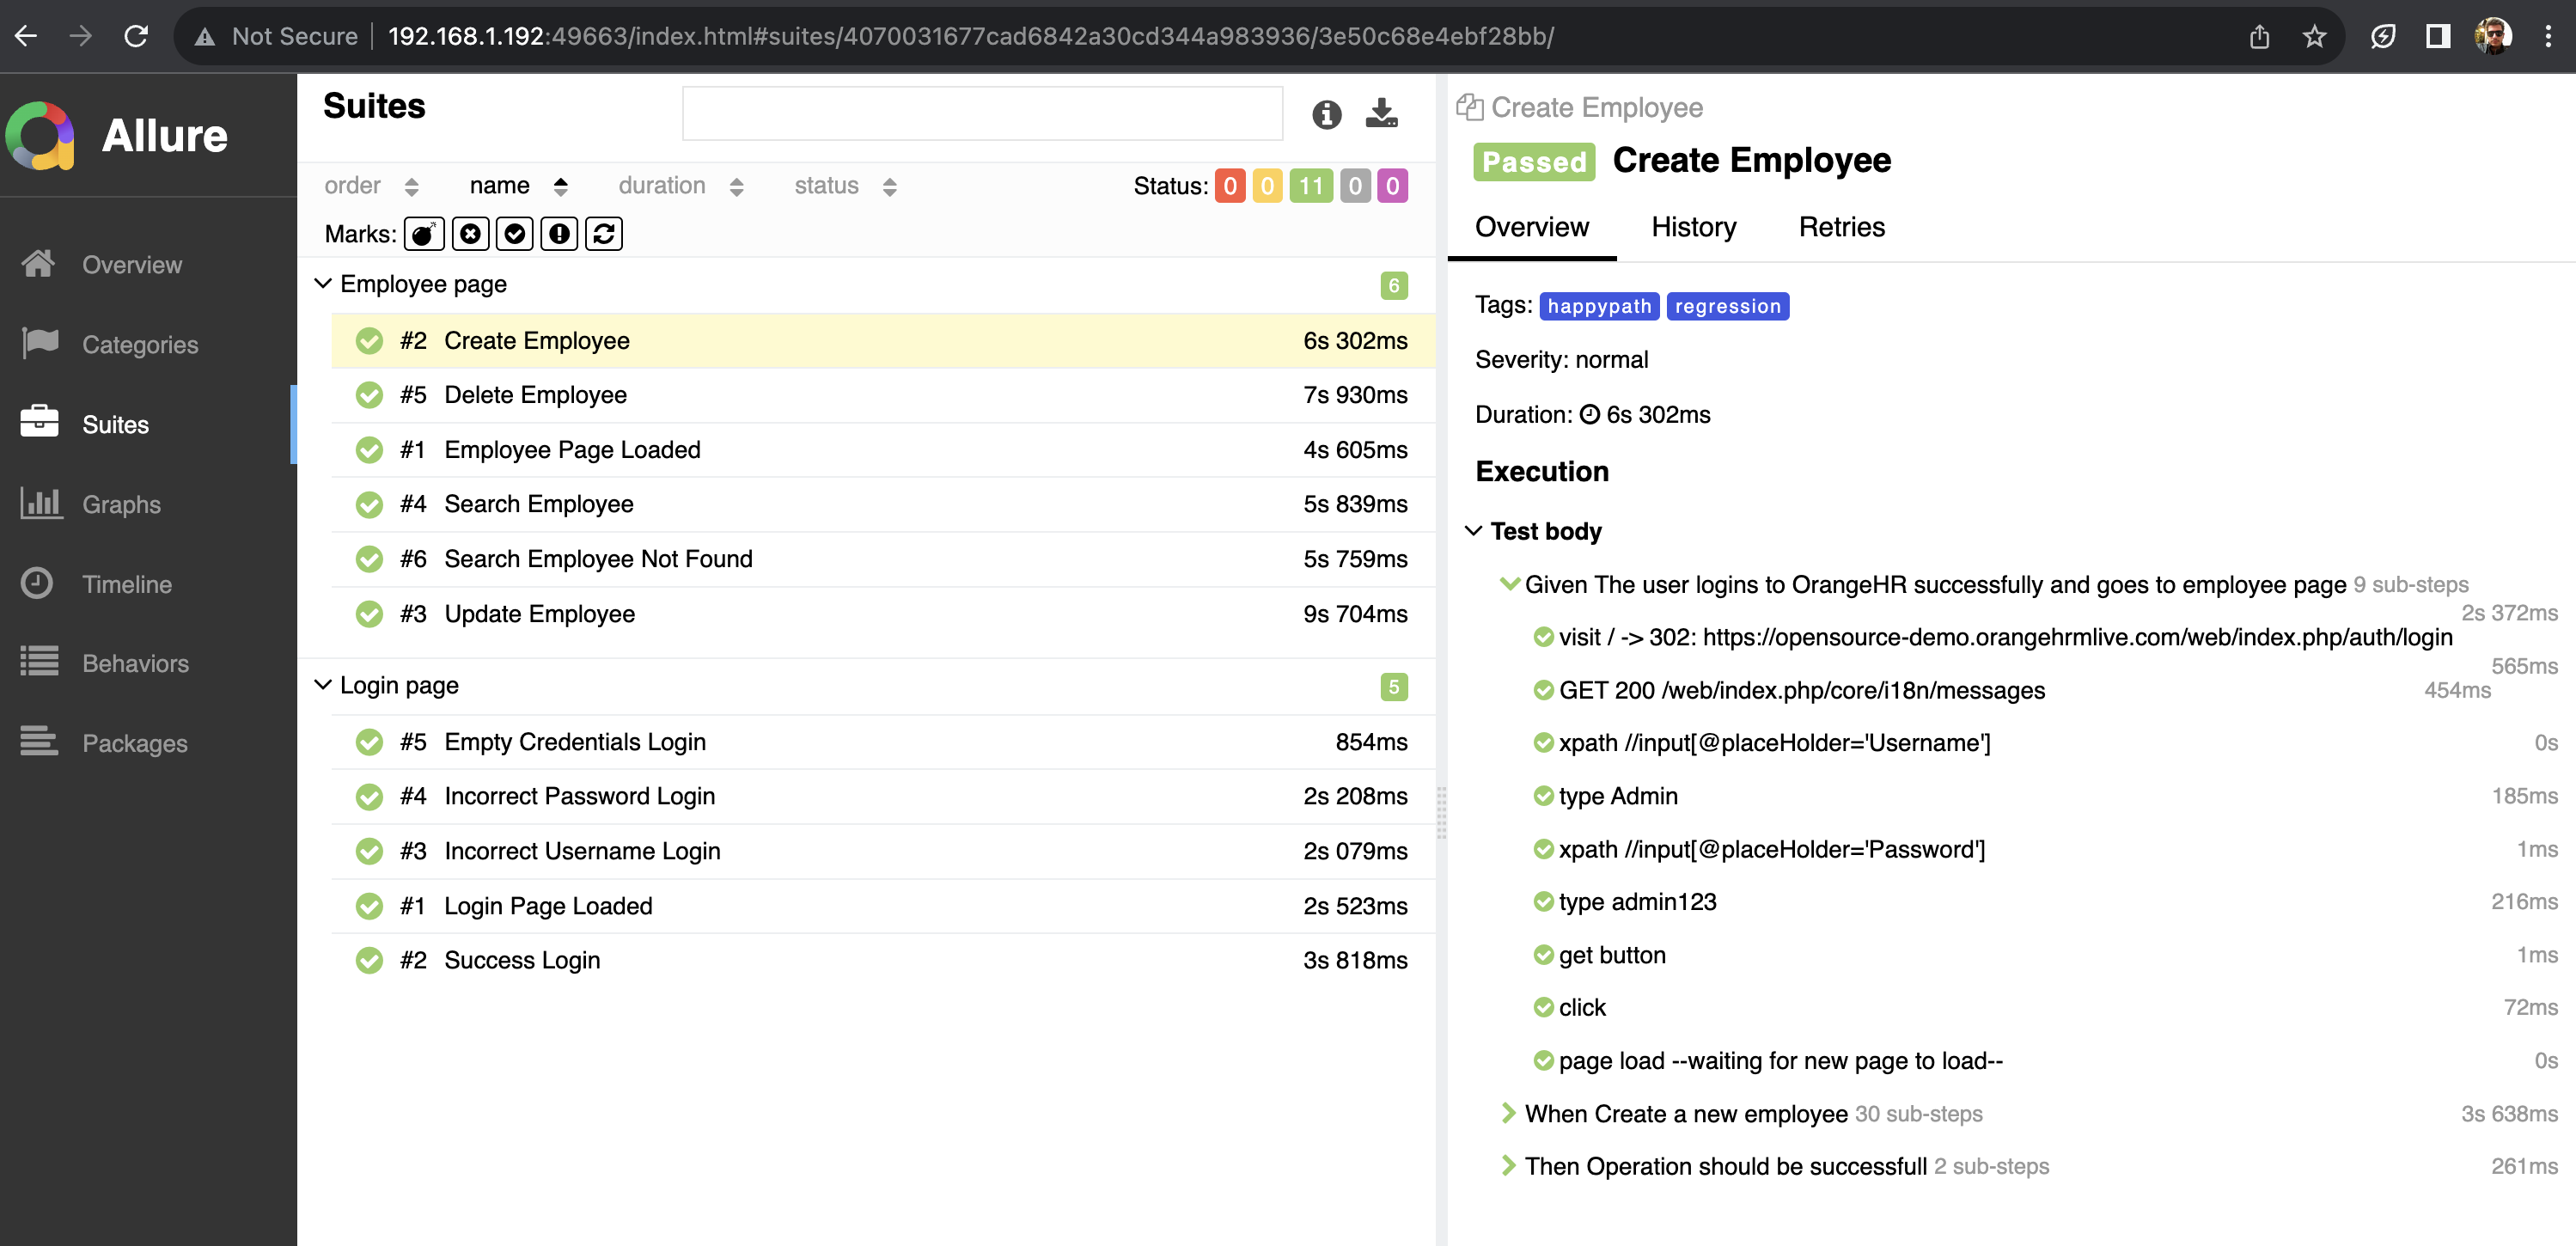 Not Secure 192.168.1.192:49663/index.html#suites/4070031677cad6842a30cd344a983936/3e50c68e4ebf28bb/
Allure
Overview
Categories
Suites
Graphs
Timeline
Behaviors
Packages
Suites
order name duration status Status: 0 0 11 0 0
Marks:
Employee page 6
#2 Create Employee 6s 302ms
#5 Delete Employee 7s 930ms
#1 Employee Page Loaded 4s 605ms
#4 Search Employee 5s 839ms
#6 Search Employee Not Found 5s 759ms
#3 Update Employee 9s 704ms
Login page 5
#5 Empty Credentials Login 854ms
#4 Incorrect Password Login 2s 208ms
#3 Incorrect Username Login 2s 079ms
#1 Login Page Loaded 2s 523ms
#2 Success Login 3s 818ms
Create Employee
Passed Create Employee
Overview History Retries
Tags: happypath regression
Severity: normal
Duration: 6s 302ms
Execution
Test body
Given The user logins to OrangeHR successfully and goes to employee page 9 sub-steps
2s 372ms
visit / -> 302: https://opensource-demo.orangehrmlive.com/web/index.php/auth/login
565ms
GET 200 /web/index.php/core/i18n/messages 454ms
xpath //input[@placeHolder='Username'] 0s
type Admin 185ms
xpath //input[@placeHolder='Password'] 1ms
type admin123 216ms
get button 1ms
click 72ms
page load --waiting for new page to load-- 0s
When Create a new employee 30 sub-steps 3s 638ms
Then Operation should be successfull 2 sub-steps 261ms